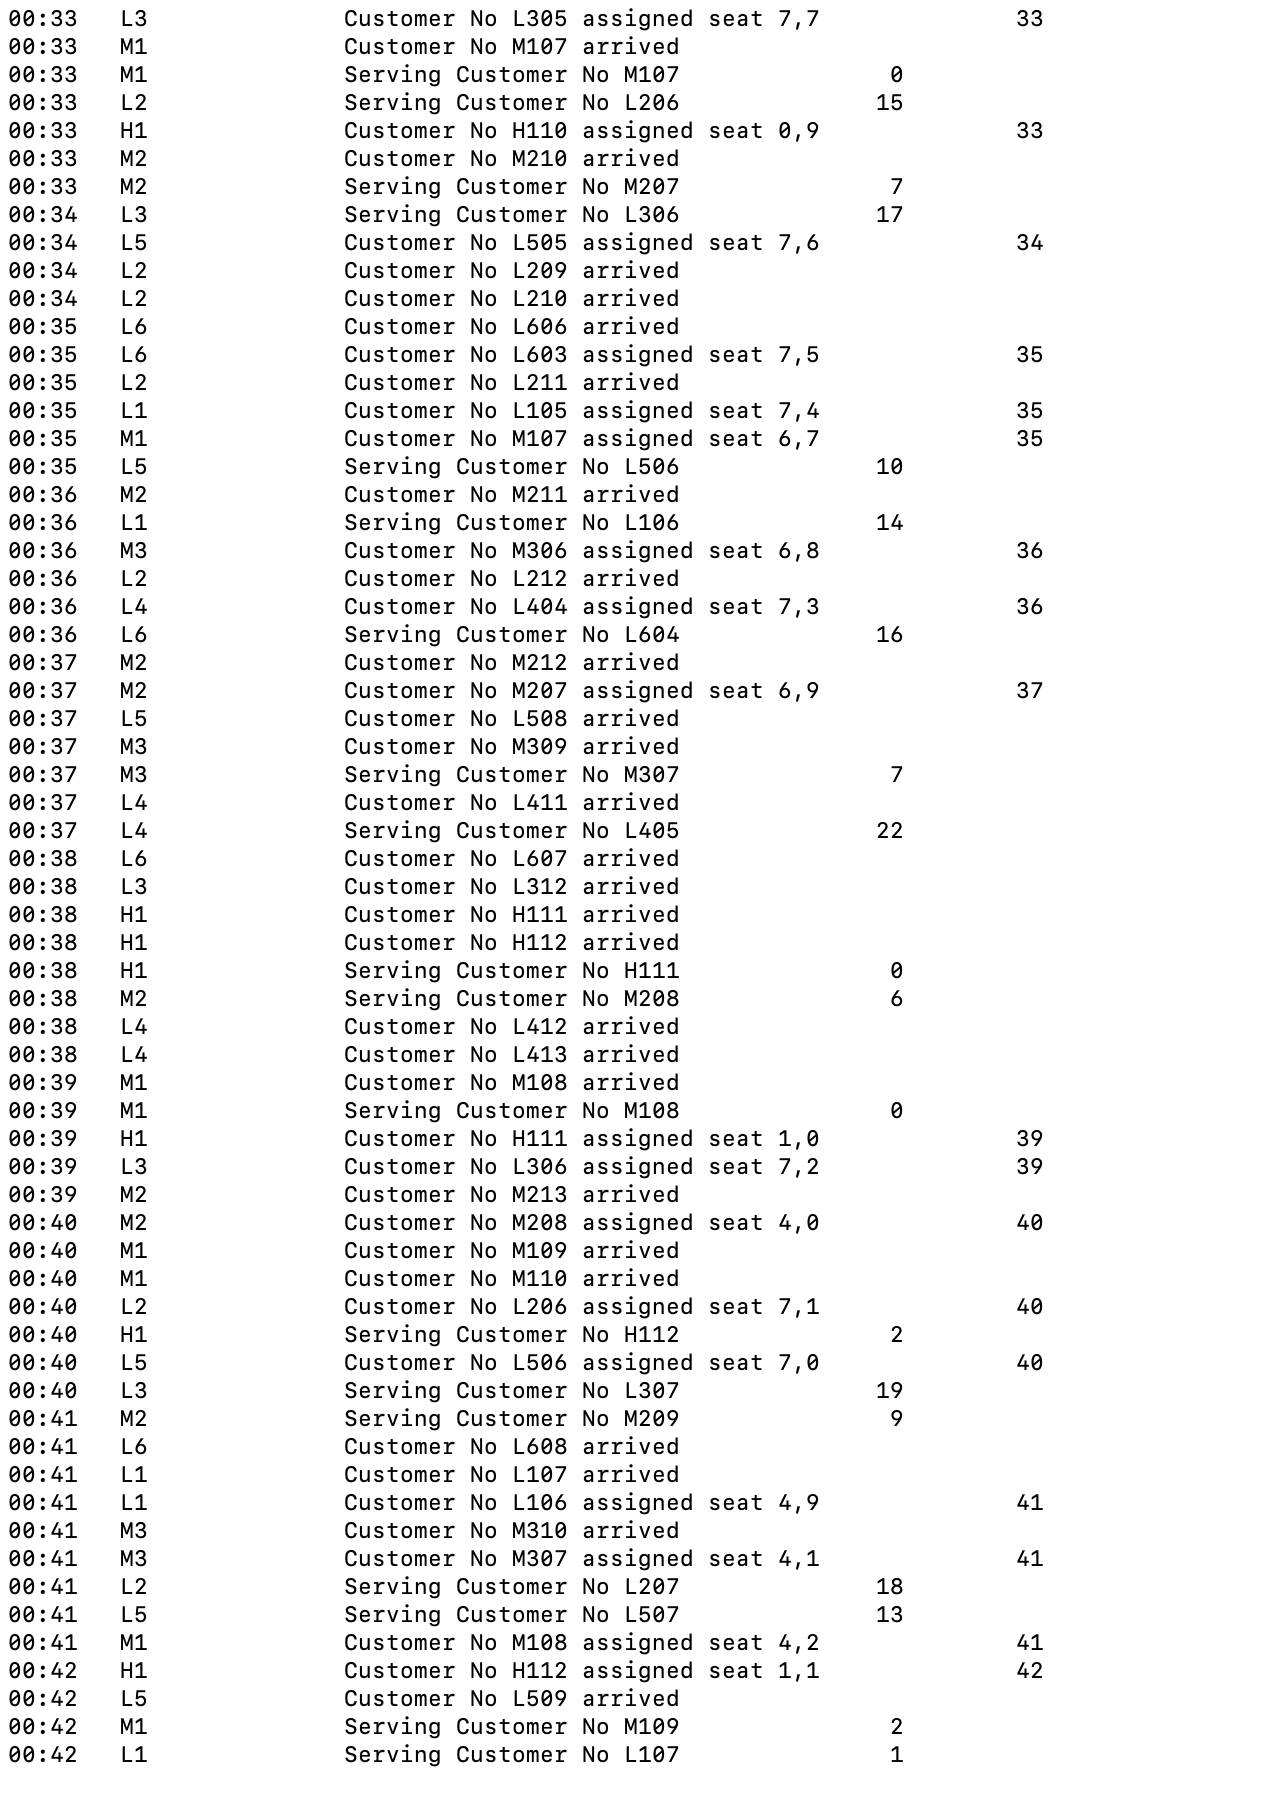 00:33 L3 Customer No L305 assigned seat 7,7 33
00:33 M1 Customer No M107 arrived
00:33 M1 Serving Customer No M107 0
00:33 L2 Serving Customer No L206 15
00:33 H1 Customer No H110 assigned seat 0,9 33
00:33 M2 Customer No M210 arrived
00:33 M2 Serving Customer No M207 7
00:34 L3 Serving Customer No L306 17
00:34 L5 Customer No L505 assigned seat 7,6 34
00:34 L2 Customer No L209 arrived
00:34 L2 Customer No L210 arrived
00:35 L6 Customer No L606 arrived
00:35 L6 Customer No L603 assigned seat 7,5 35
00:35 L2 Customer No L211 arrived
00:35 L1 Customer No L105 assigned seat 7,4 35
00:35 M1 Customer No M107 assigned seat 6,7 35
00:35 L5 Serving Customer No L506 10
00:36 M2 Customer No M211 arrived
00:36 L1 Serving Customer No L106 14
00:36 M3 Customer No M306 assigned seat 6,8 36
00:36 L2 Customer No L212 arrived
00:36 L4 Customer No L404 assigned seat 7,3 36
00:36 L6 Serving Customer No L604 16
00:37 M2 Customer No M212 arrived
00:37 M2 Customer No M207 assigned seat 6,9 37
00:37 L5 Customer No L508 arrived
00:37 M3 Customer No M309 arrived
00:37 M3 Serving Customer No M307 7
00:37 L4 Customer No L411 arrived
00:37 L4 Serving Customer No L405 22
00:38 L6 Customer No L607 arrived
00:38 L3 Customer No L312 arrived
00:38 H1 Customer No H111 arrived
00:38 H1 Customer No H112 arrived
00:38 H1 Serving Customer No H111 0
00:38 M2 Serving Customer No M208 6
00:38 L4 Customer No L412 arrived
00:38 L4 Customer No L413 arrived
00:39 M1 Customer No M108 arrived
00:39 M1 Serving Customer No M108 0
00:39 H1 Customer No H111 assigned seat 1,0 39
00:39 L3 Customer No L306 assigned seat 7,2 39
00:39 M2 Customer No M213 arrived
00:40 M2 Customer No M208 assigned seat 4,0 40
00:40 M1 Customer No M109 arrived
00:40 M1 Customer No M110 arrived
00:40 L2 Customer No L206 assigned seat 7,1 40
00:40 H1 Serving Customer No H112 2
00:40 L5 Customer No L506 assigned seat 7,0 40
00:40 L3 Serving Customer No L307 19
00:41 M2 Serving Customer No M209 9
00:41 L6 Customer No L608 arrived
00:41 L1 Customer No L107 arrived
00:41 L1 Customer No L106 assigned seat 4,9 41
00:41 M3 Customer No M310 arrived
00:41 M3 Customer No M307 assigned seat 4,1 41
00:41 L2 Serving Customer No L207 18
00:41 L5 Serving Customer No L507 13
00:41 M1 Customer No M108 assigned seat 4,2 41
00:42 H1 Customer No H112 assigned seat 1,1 42
00:42 L5 Customer No L509 arrived
00:42 M1 Serving Customer No M109 2
00:42 L1 Serving Customer No L107 1